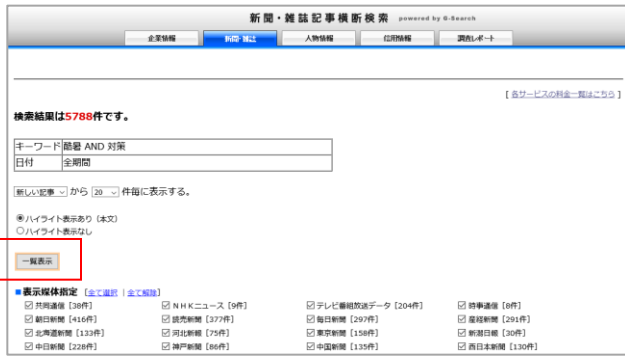 新聞・雑誌記事横断検索 powered by G-Search
企業情報 新聞・雑誌 人物情報 信用情報 調査レポート
[ 各サービスの料金一覧はこちら ]
検索結果は5788件です。
キーワード 酷暑 AND 対策
日付 全期間
新しい記事 から 20 件毎に表示する。
ハイライト表示あり（本文）
ハイライト表示なし
一覧表示
■表示媒体指定 [全て選択 | 全て解除]
共同通信 [38件] ＮＨＫニュース [9件] テレビ番組放送データ [204件] 時事通信 [8件]
朝日新聞 [416件] 読売新聞 [377件] 毎日新聞 [297件] 産経新聞 [291件]
北海道新聞 [133件] 河北新報 [75件] 東京新聞 [158件] 新潟日報 [30件]
中日新聞 [228件] 神戸新聞 [86件] 中国新聞 [135件] 西日本新聞 [130件]